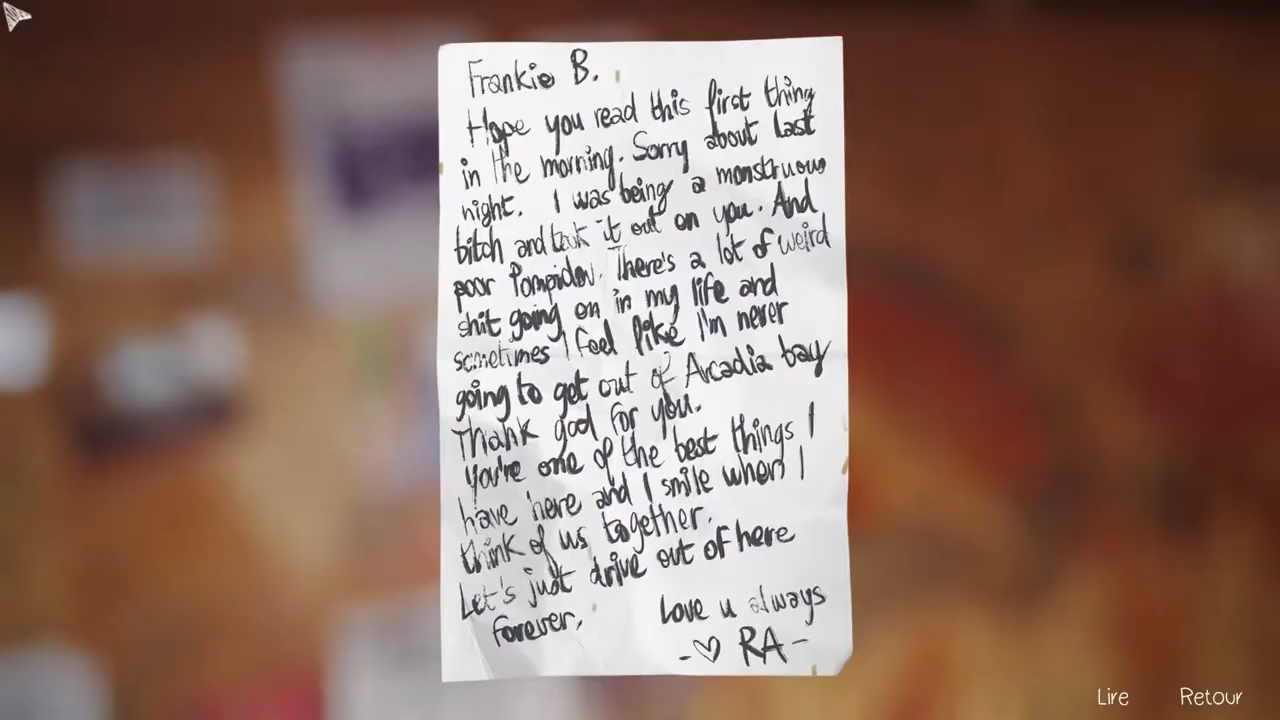 Frankie B.
Hope you read this first thing
in the morning. Sorry about last
night. I was being a monstruous
bitch and took it out on you. And
poor Pompidou. There's a lot of weird
shit going on in my life and
sometimes I feel like I'm never
going to get out of Arcadia bay
Thank god for you.
You're one of the best things I
have here and I smile when I
think of us together.
Let's just drive out of here
forever.
Love u always
- ♡ RA -
Lire Retour